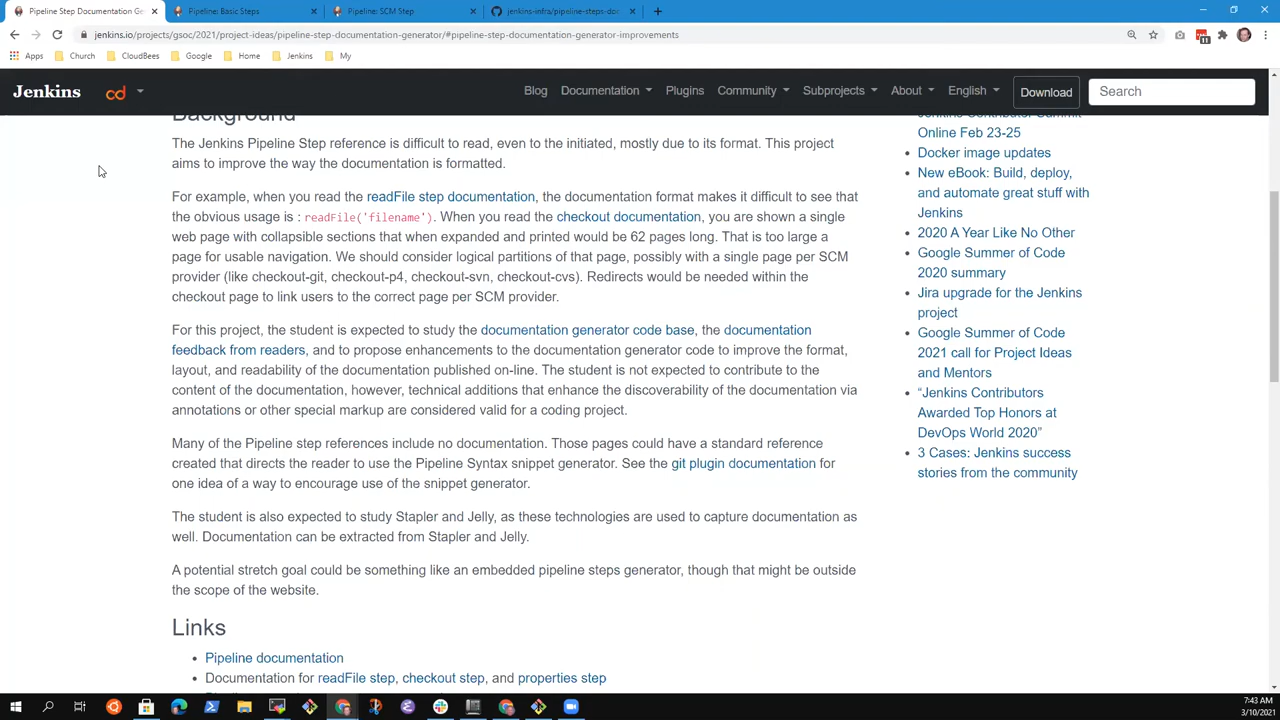 Pipeline Step Documentation Ge
Pipeline: Basic Steps
Pipeline: SCM Step
jenkins-infra/pipeline-steps-doc
jenkins.io/projects/gsoc/2021/project-ideas/pipeline-step-documentation-generator/#pipeline-step-documentation-generator-improvements
Apps
Church
CloudBees
Google
Home
Jenkins
My
Jenkins
cd
Blog
Documentation
Plugins
Community
Subprojects
About
English
Download
Search
Background
The Jenkins Pipeline Step reference is difficult to read, even to the initiated, mostly due to its format. This project
aims to improve the way the documentation is formatted.
For example, when you read the readFile step documentation, the documentation format makes it difficult to see that
the obvious usage is : readFile('filename'). When you read the checkout documentation, you are shown a single
web page with collapsible sections that when expanded and printed would be 62 pages long. That is too large a
page for usable navigation. We should consider logical partitions of that page, possibly with a single page per SCM
provider (like checkout-git, checkout-p4, checkout-svn, checkout-cvs). Redirects would be needed within the
checkout page to link users to the correct page per SCM provider.
For this project, the student is expected to study the documentation generator code base, the documentation
feedback from readers, and to propose enhancements to the documentation generator code to improve the format,
layout, and readability of the documentation published on-line. The student is not expected to contribute to the
content of the documentation, however, technical additions that enhance the discoverability of the documentation via
annotations or other special markup are considered valid for a coding project.
Many of the Pipeline step references include no documentation. Those pages could have a standard reference
created that directs the reader to use the Pipeline Syntax snippet generator. See the git plugin documentation for
one idea of a way to encourage use of the snippet generator.
The student is also expected to study Stapler and Jelly, as these technologies are used to capture documentation as
well. Documentation can be extracted from Stapler and Jelly.
A potential stretch goal could be something like an embedded pipeline steps generator, though that might be outside
the scope of the website.
Links
Pipeline documentation
Documentation for readFile step, checkout step, and properties step
Jenkins Contributor Summit
Online Feb 23-25
Docker image updates
New eBook: Build, deploy,
and automate great stuff with
Jenkins
2020 A Year Like No Other
Google Summer of Code
2020 summary
Jira upgrade for the Jenkins
project
Google Summer of Code
2021 call for Project Ideas
and Mentors
“Jenkins Contributors
Awarded Top Honors at
DevOps World 2020”
3 Cases: Jenkins success
stories from the community
7:43 AM
3/10/2021